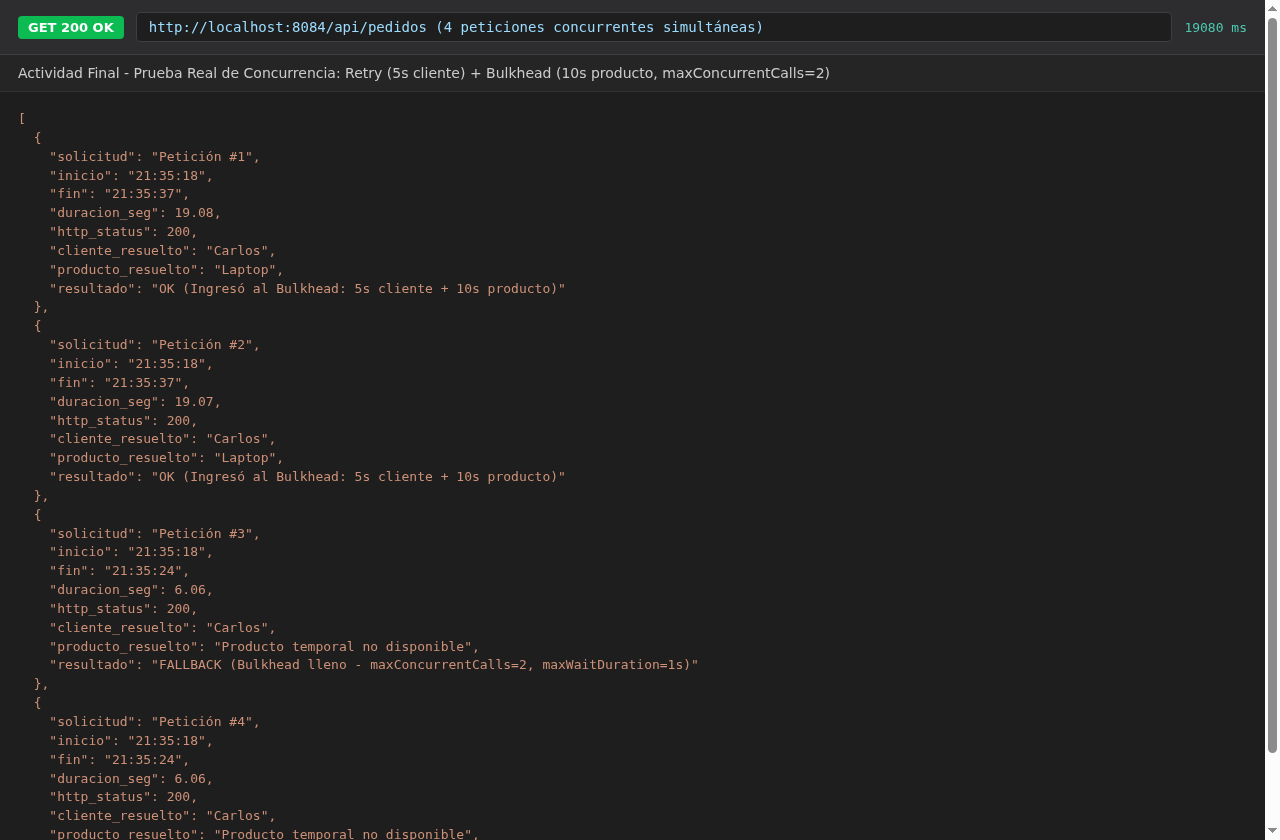 GET 200 OK http://localhost:8084/api/pedidos (4 peticiones concurrentes simultáneas) 19080 ms
Actividad Final - Prueba Real de Concurrencia: Retry (5s cliente) + Bulkhead (10s producto, maxConcurrentCalls=2)
[
  {
    "solicitud": "Petición #1",
    "inicio": "21:35:18",
    "fin": "21:35:37",
    "duracion_seg": 19.08,
    "http_status": 200,
    "cliente_resuelto": "Carlos",
    "producto_resuelto": "Laptop",
    "resultado": "OK (Ingresó al Bulkhead: 5s cliente + 10s producto)"
  },
  {
    "solicitud": "Petición #2",
    "inicio": "21:35:18",
    "fin": "21:35:37",
    "duracion_seg": 19.07,
    "http_status": 200,
    "cliente_resuelto": "Carlos",
    "producto_resuelto": "Laptop",
    "resultado": "OK (Ingresó al Bulkhead: 5s cliente + 10s producto)"
  },
  {
    "solicitud": "Petición #3",
    "inicio": "21:35:18",
    "fin": "21:35:24",
    "duracion_seg": 6.06,
    "http_status": 200,
    "cliente_resuelto": "Carlos",
    "producto_resuelto": "Producto temporal no disponible",
    "resultado": "FALLBACK (Bulkhead lleno - maxConcurrentCalls=2, maxWaitDuration=1s)"
  },
  {
    "solicitud": "Petición #4",
    "inicio": "21:35:18",
    "fin": "21:35:24",
    "duracion_seg": 6.06,
    "http_status": 200,
    "cliente_resuelto": "Carlos",
    "producto_resuelto": "Producto temporal no disponible",